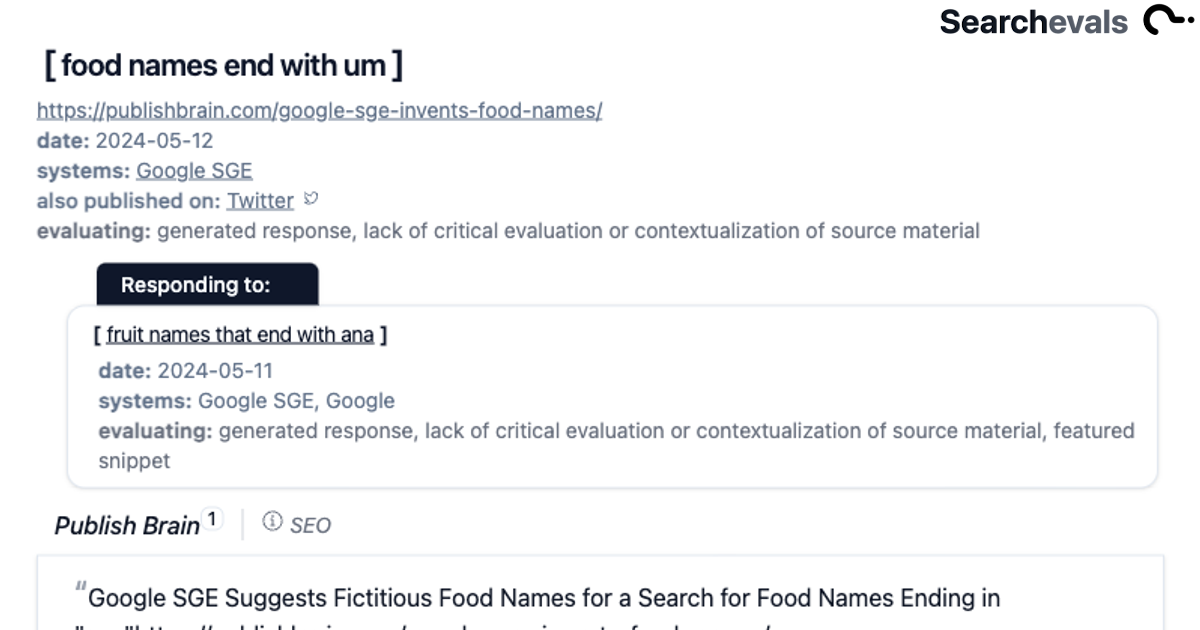 Searchevals
[ food names end with um ]
https://publishbrain.com/google-sge-invents-food-names/
date: 2024-05-12
systems: Google SGE
also published on: Twitter
evaluating: generated response, lack of critical evaluation or contextualization of source material
Responding to:
[ fruit names that end with ana ]
date: 2024-05-11
systems: Google SGE, Google
evaluating: generated response, lack of critical evaluation or contextualization of source material, featured
snippet
Publish Brain 1 SEO
“Google SGE Suggests Fictitious Food Names for a Search for Food Names Ending in